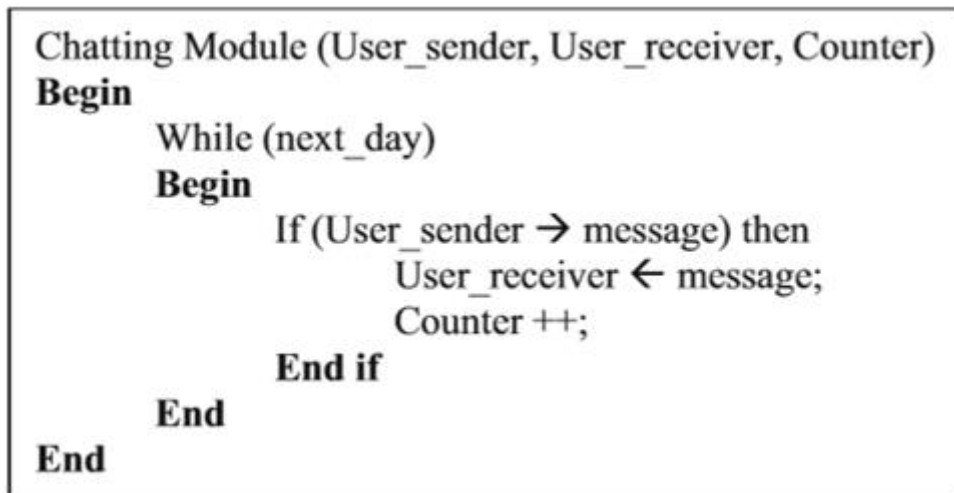 Chatting Module (User_sender, User_receiver, Counter)
Begin
While (next_day)
Begin
If (User_sender → message) then
User_receiver ← message;
Counter ++;
End if
End
End